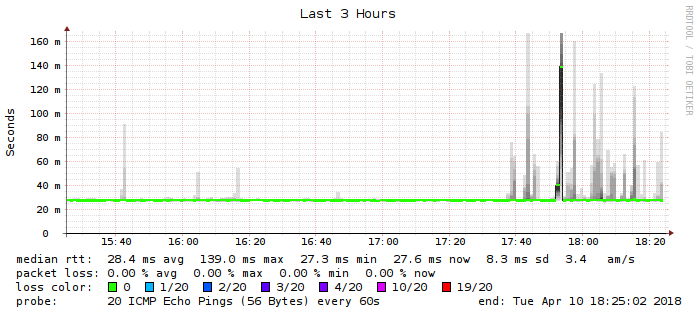 Last 3 Hours
RRDTOOL / TOBI OETIKER
Seconds
160 m
140 m
120 m
100 m
80 m
60 m
40 m
20 m
0
15:40 16:00 16:20 16:40 17:00 17:20 17:40 18:00 18:20
median rtt: 28.4 ms avg 139.0 ms max 27.3 ms min 27.6 ms now 8.3 ms sd 3.4 am/s
packet loss: 0.00 % avg 0.00 % max 0.00 % min 0.00 % now
loss color: 0 1/20 2/20 3/20 4/20 10/20 19/20
probe: 20 ICMP Echo Pings (56 Bytes) every 60s end: Tue Apr 10 18:25:02 2018